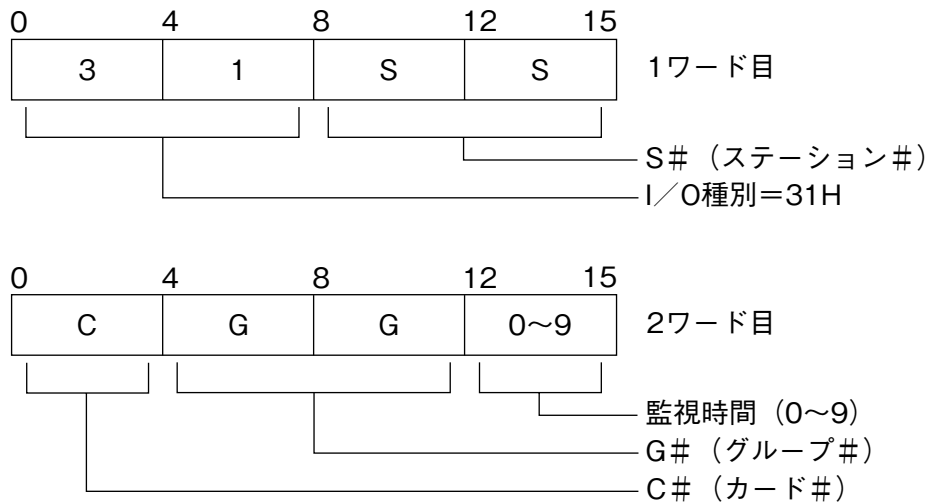 0 4 8 12 15
3 1 S S 1ワード目
S#（ステーション#）
I／O種別＝31H
0 4 8 12 15
C G G 0〜9 2ワード目
監視時間（0〜9）
G#（グループ#）
C#（カード#）